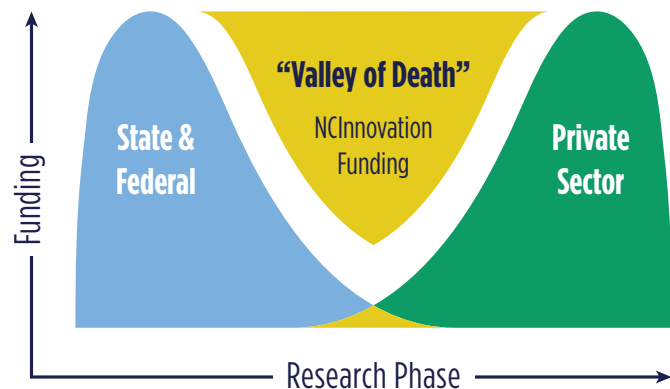 “Valley of Death”
NCInnovation
Funding
State &
Federal
Private
Sector
Funding
Research Phase